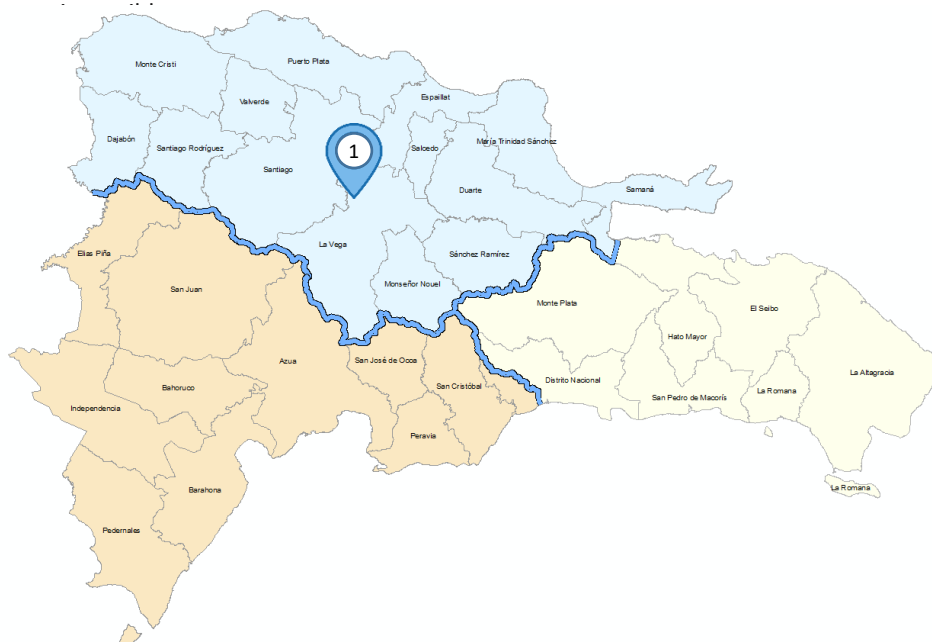 Monte Cristi
Puerto Plata
Espaillat
Valverde
Dajabón
Santiago Rodríguez
Santiago
1
Salcedo
María Trinidad Sánchez
Duarte
Samaná
La Vega
Sánchez Ramírez
Monseñor Nouel
Elias Piña
San Juan
Monte Plata
El Seibo
Hato Mayor
Azua
San José de Ocoa
La Altagracia
Distrito Nacional
San Cristóbal
Bahoruco
La Romana
San Pedro de Macorís
Independencia
Peravia
Barahona
La Romana
Pedernales